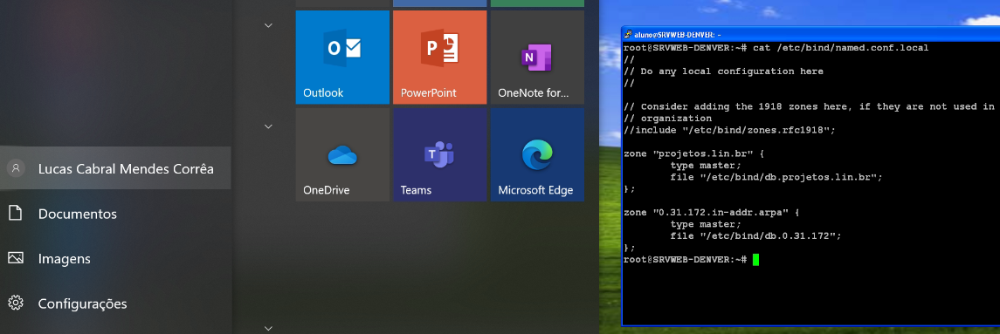 Outlook
PowerPoint
OneNote for...
OneDrive
Teams
Microsoft Edge
Lucas Cabral Mendes Corrêa
Documentos
Imagens
Configurações
aluno@SRVWEB-DENVER: ~
root@SRVWEB-DENVER:~# cat /etc/bind/named.conf.local
//
// Do any local configuration here
//
// Consider adding the 1918 zones here, if they are not used in
// organization
//include "/etc/bind/zones.rfc1918";
zone "projetos.lin.br" {
type master;
file "/etc/bind/db.projetos.lin.br";
};
zone "0.31.172.in-addr.arpa" {
type master;
file "/etc/bind/db.0.31.172";
};
root@SRVWEB-DENVER:~#